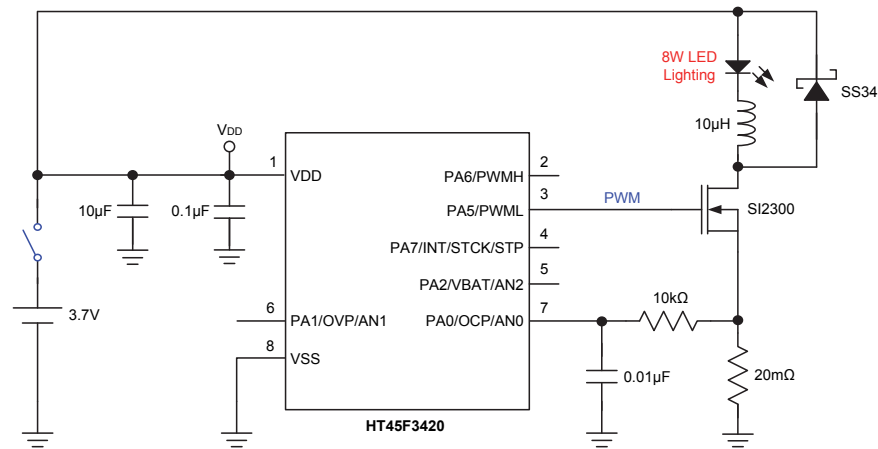 8W LED
Lighting
SS34
10µH
VDD
1
VDD
2
PA6/PWMH
10µF
0.1µF
3
PA5/PWML
PWM
SI2300
4
PA7/INT/STCK/STP
5
PA2/VBAT/AN2
3.7V
6
PA1/OVP/AN1
7
PA0/OCP/AN0
10kΩ
8
VSS
0.01µF
20mΩ
HT45F3420